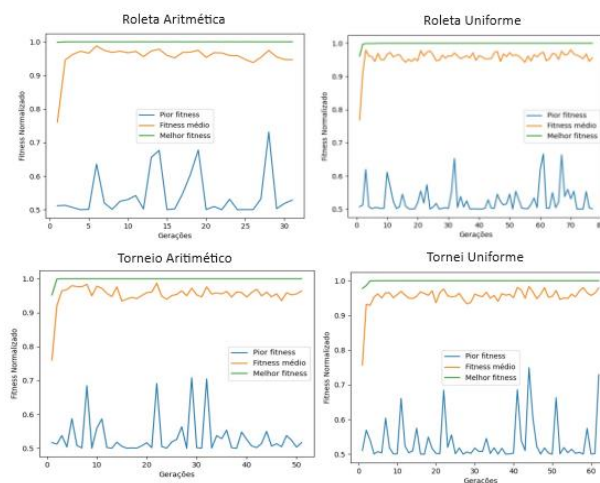 Roleta Aritmética
1.0
0.9
0.8
0.7
0.6
0.5
Fitness Normalizado
Pior fitness
Fitness médio
Melhor fitness
0 5 10 15 20 25 30
Gerações
Roleta Uniforme
1.0
0.9
0.8
0.7
0.6
0.5
Fitness Normalizado
Pior fitness
Fitness médio
Melhor fitness
0 10 20 30 40 50 60 70 80
Gerações
Torneio Aritmético
1.0
0.9
0.8
0.7
0.6
0.5
Fitness Normalizado
Pior fitness
Fitness médio
Melhor fitness
0 10 20 30 40 50
Gerações
Tornei Uniforme
1.0
0.9
0.8
0.7
0.6
0.5
Fitness Normalizado
Pior fitness
Fitness médio
Melhor fitness
0 10 20 30 40 50 60
Gerações